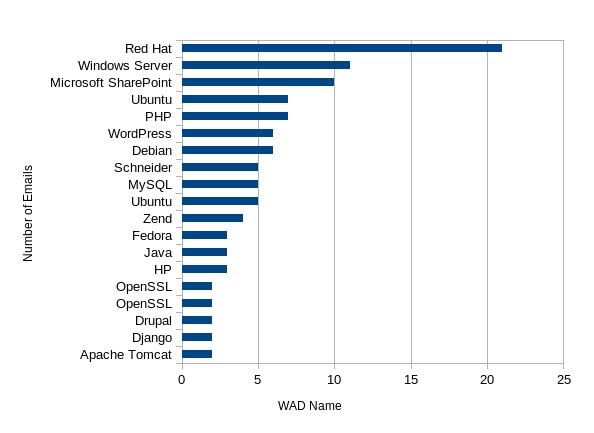 Red Hat
Windows Server
Microsoft SharePoint
Ubuntu
PHP
WordPress
Debian
Schneider
MySQL
Ubuntu
Zend
Fedora
Java
HP
OpenSSL
OpenSSL
Drupal
Django
Apache Tomcat
Number of Emails
0 5 10 15 20 25
WAD Name